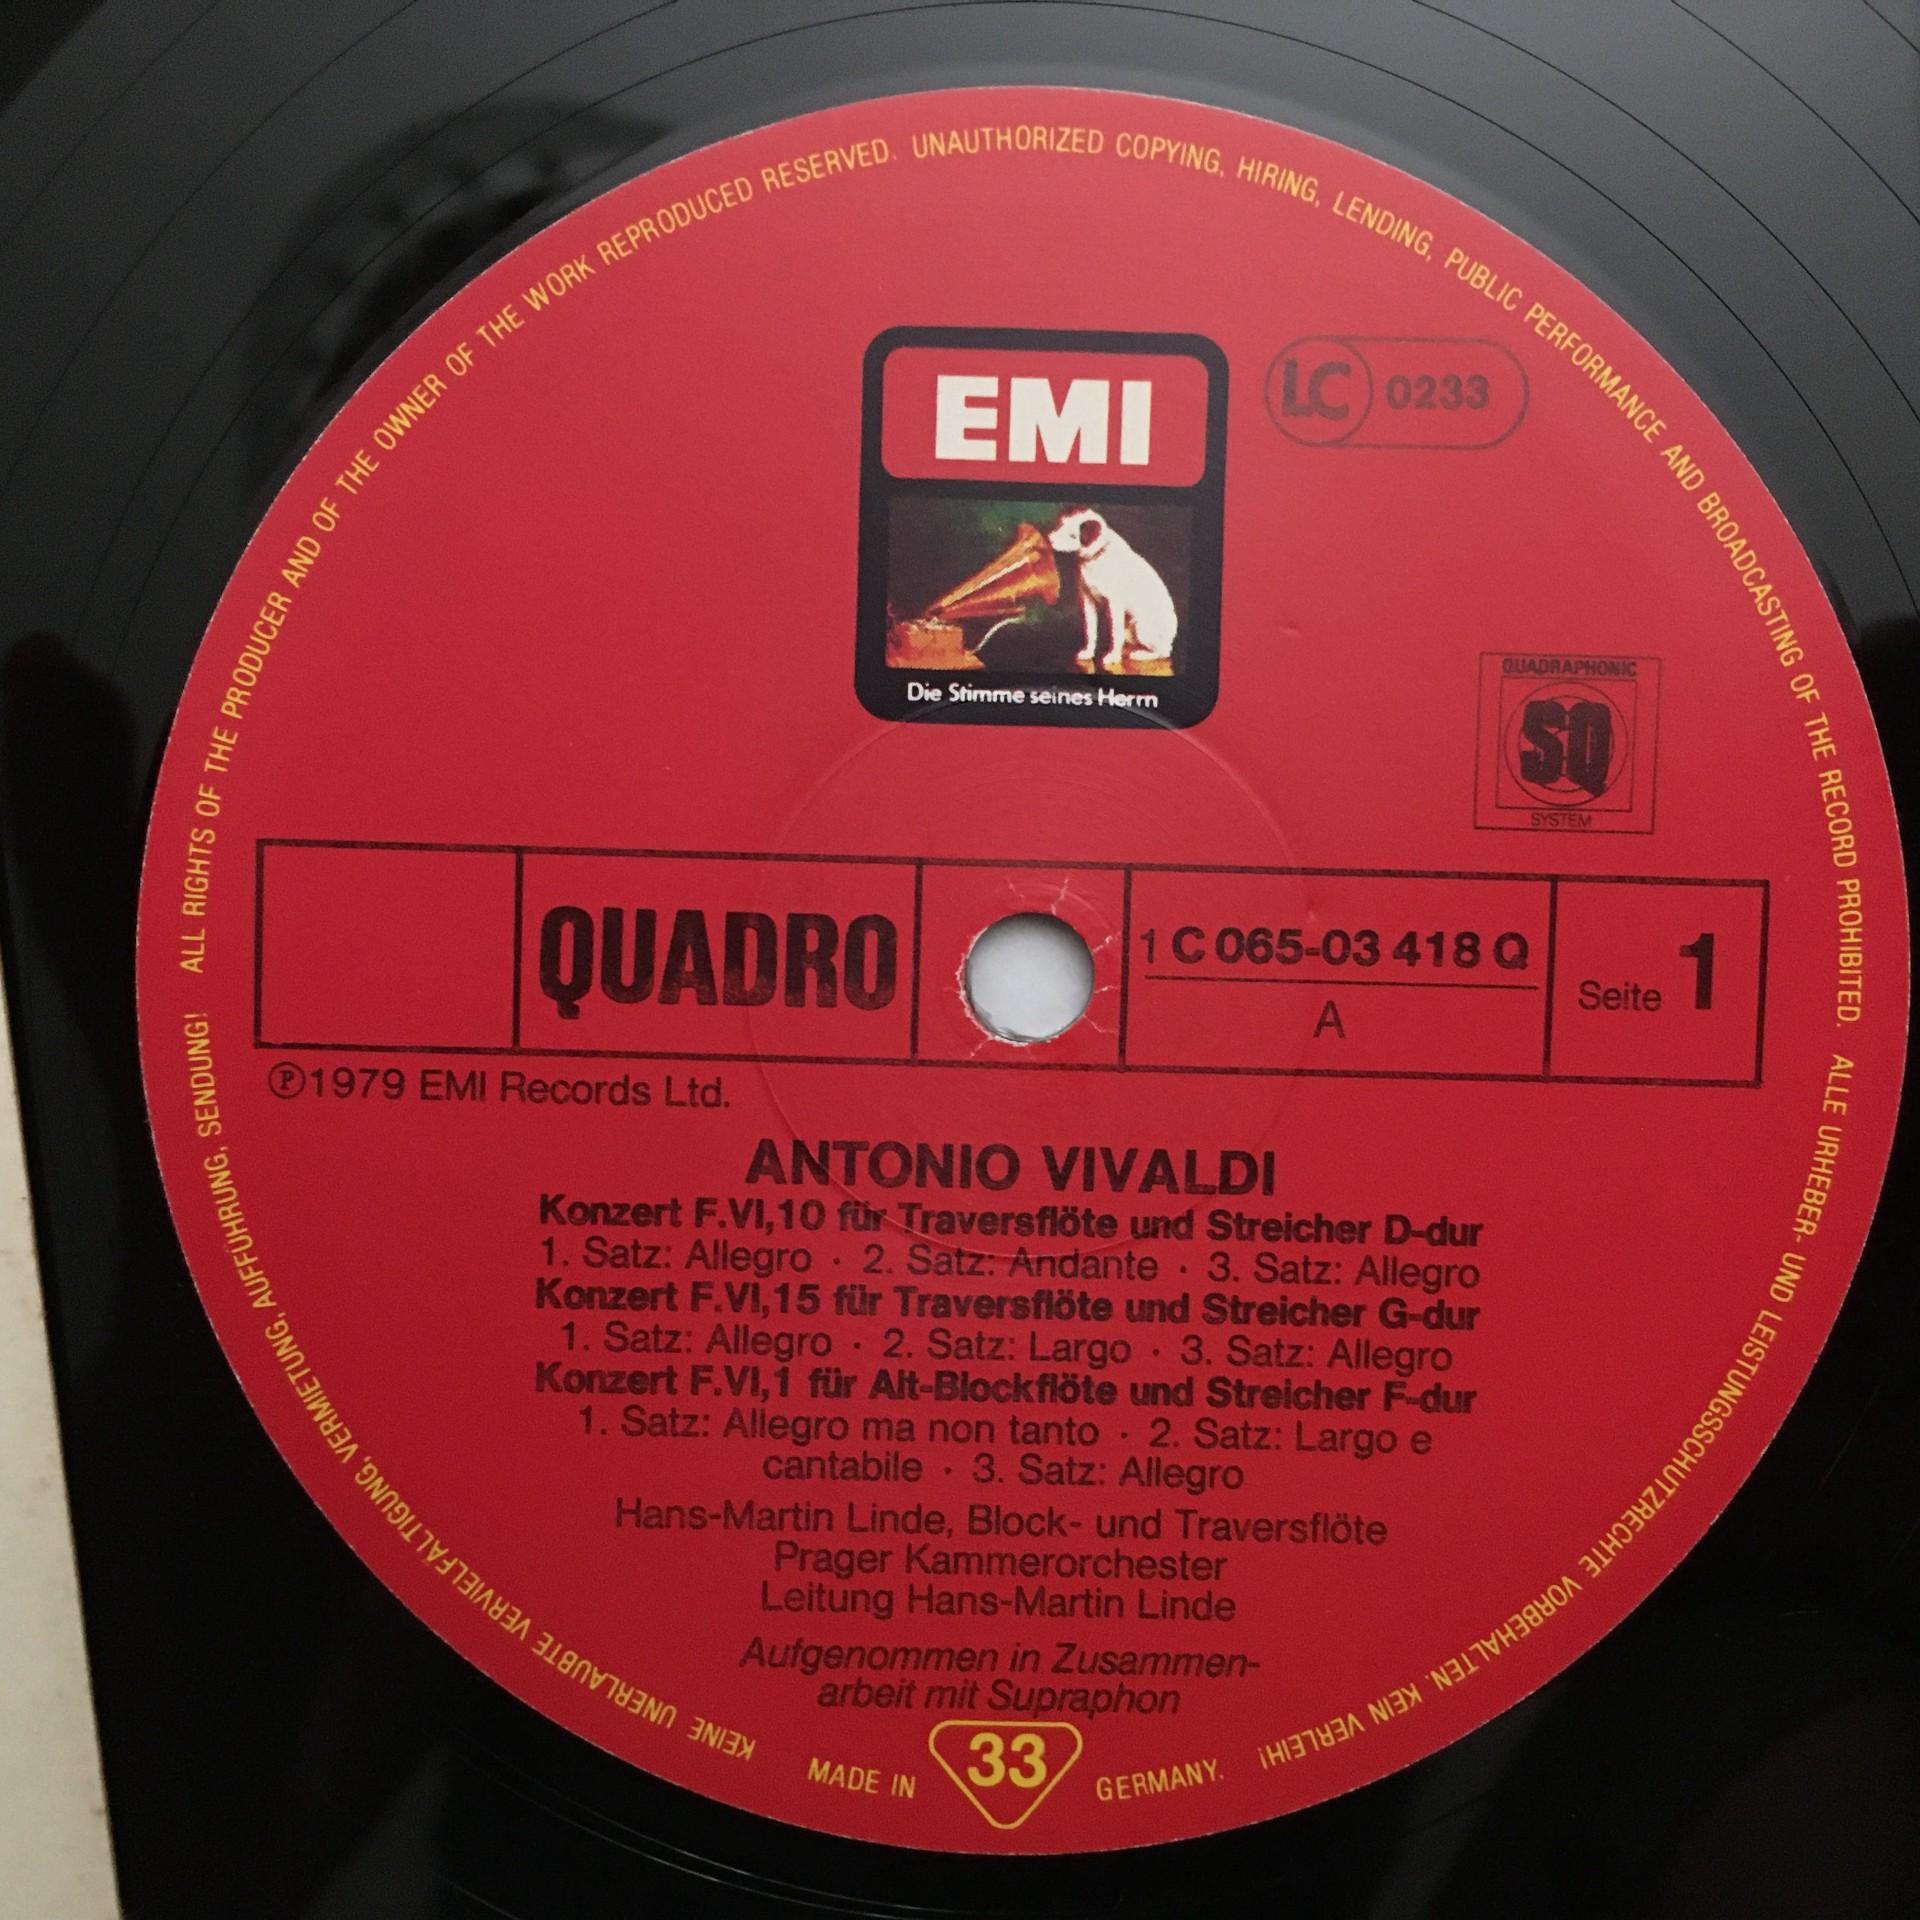 ALL RIGHTS OF THE PRODUCER AND OF THE OWNER OF THE WORK REPRODUCED RESERVED. UNAUTHORIZED COPYING, HIRING, LENDING, PUBLIC PERFORMANCE AND BROADCASTING OF THE RECORD PROHIBITED.
EMI
LC 0233
Die Stimme seines Herrn
QUADRAPHONIC
SQ
SYSTEM
QUADRO
1 C 065-03 418 Q
A
Seite 1
Ⓟ1979 EMI Records Ltd.
ANTONIO VIVALDI
Konzert F.VI,10 für Traversflöte und Streicher D-dur
1. Satz: Allegro · 2. Satz: Andante · 3. Satz: Allegro
Konzert F.VI,15 für Traversflöte und Streicher G-dur
1. Satz: Allegro · 2. Satz: Largo · 3. Satz: Allegro
Konzert F.VI,1 für Alt-Blockflöte und Streicher F-dur
1. Satz: Allegro ma non tanto · 2. Satz: Largo e
cantabile · 3. Satz: Allegro
Hans-Martin Linde, Block- und Traversflöte
Prager Kammerorchester
Leitung Hans-Martin Linde
Aufgenommen in Zusammen-
arbeit mit Supraphon
ALLE URHEBER- UND LEISTUNGSSCHUTZRECHTE VORBEHALTEN. KEIN VERLEIH! KEINE UNERLAUBTE VERVIELFÄLTIGUNG, VERMIETUNG, AUFFÜHRUNG, SENDUNG!
MADE IN 33 GERMANY.